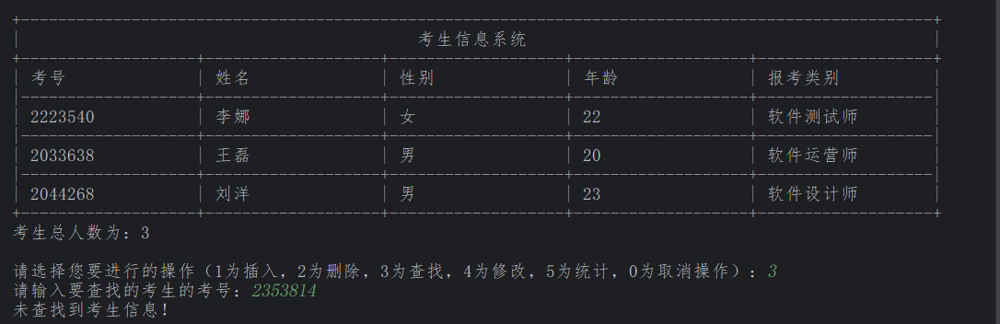 考生信息系统
考号 姓名 性别 年龄 报考类别
2223540 李娜 女 22 软件测试师
2033638 王磊 男 20 软件运营师
2044268 刘洋 男 23 软件设计师
考生总人数为：3
请选择您要进行的操作（1为插入，2为删除，3为查找，4为修改，5为统计，0为取消操作）：3
请输入要查找的考生的考号：2353814
未查找到考生信息！